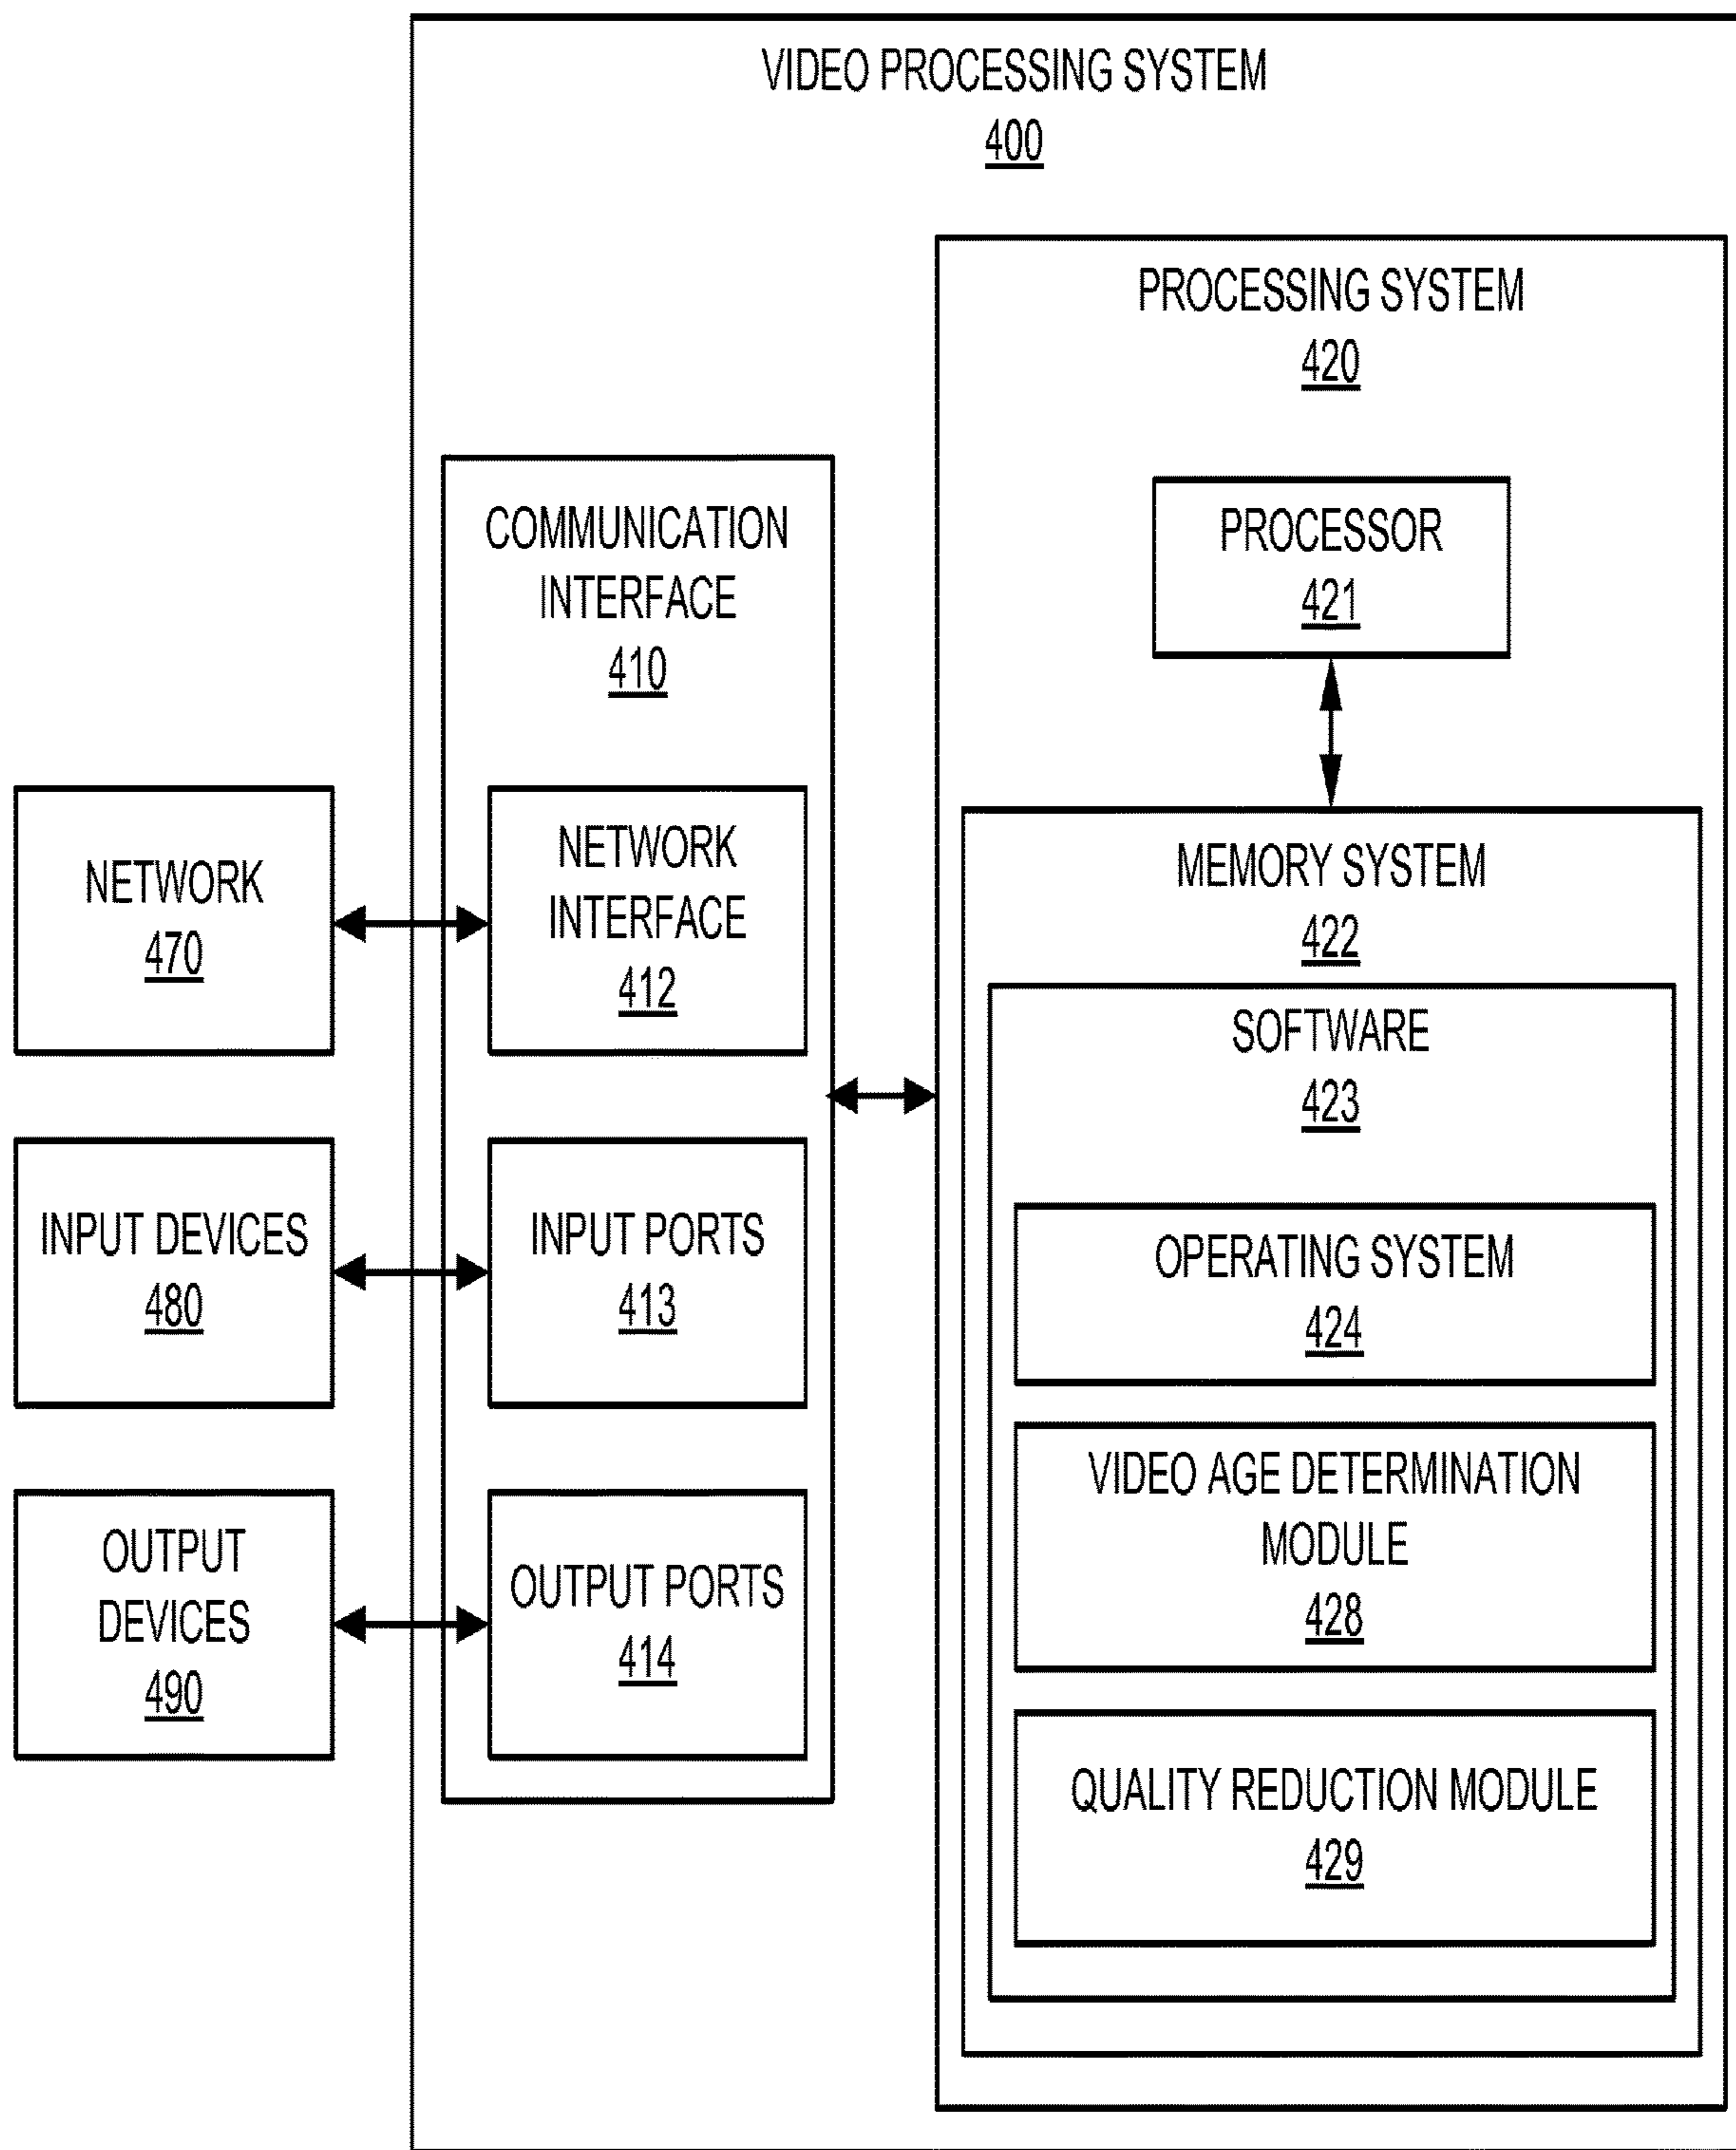 VIDEO PROCESSING SYSTEM
400
PROCESSING SYSTEM
420
PROCESSOR
421
COMMUNICATION
INTERFACE
410
NETWORK
470
NETWORK
INTERFACE
412
MEMORY SYSTEM
422
SOFTWARE
423
INPUT DEVICES
480
INPUT PORTS
413
OPERATING SYSTEM
424
VIDEO AGE DETERMINATION
MODULE
428
OUTPUT
DEVICES
490
OUTPUT PORTS
414
QUALITY REDUCTION MODULE
429